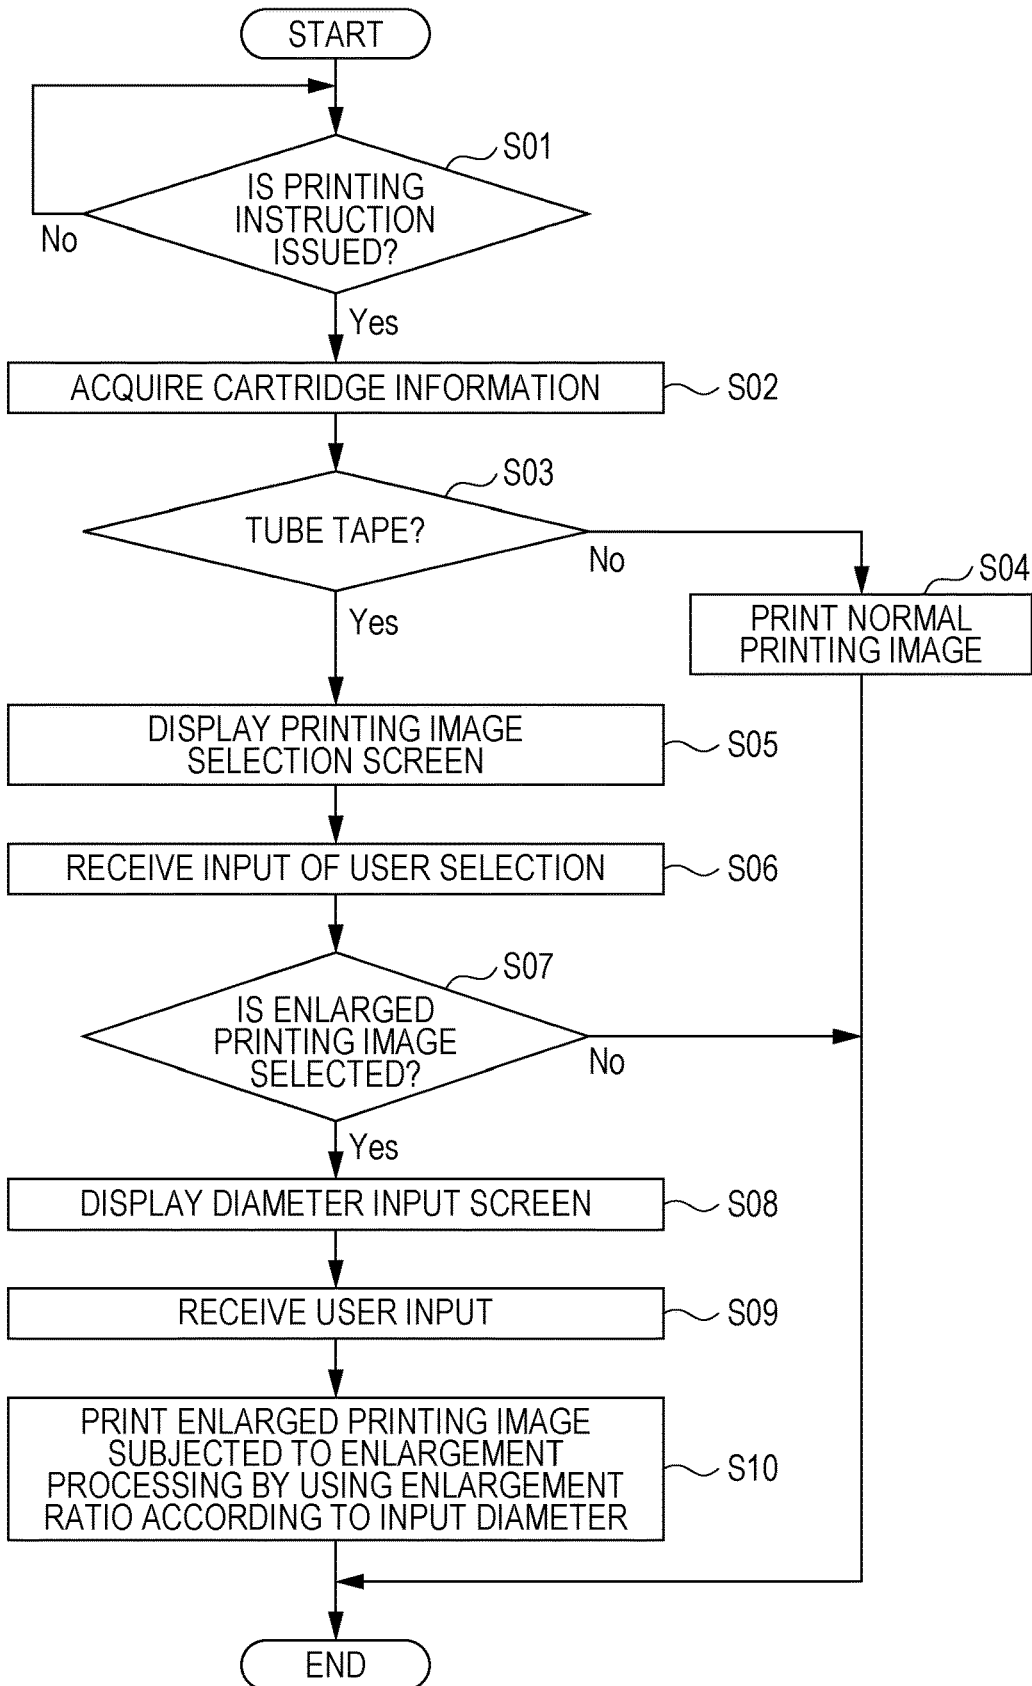 START
S01
IS PRINTING
INSTRUCTION
ISSUED?
No
Yes
ACQUIRE CARTRIDGE INFORMATION
S02
S03
TUBE TAPE?
No
Yes
S04
PRINT NORMAL
PRINTING IMAGE
DISPLAY PRINTING IMAGE
SELECTION SCREEN
S05
RECEIVE INPUT OF USER SELECTION
S06
S07
IS ENLARGED
PRINTING IMAGE
SELECTED?
No
Yes
DISPLAY DIAMETER INPUT SCREEN
S08
RECEIVE USER INPUT
S09
PRINT ENLARGED PRINTING IMAGE
SUBJECTED TO ENLARGEMENT
PROCESSING BY USING ENLARGEMENT
RATIO ACCORDING TO INPUT DIAMETER
S10
END